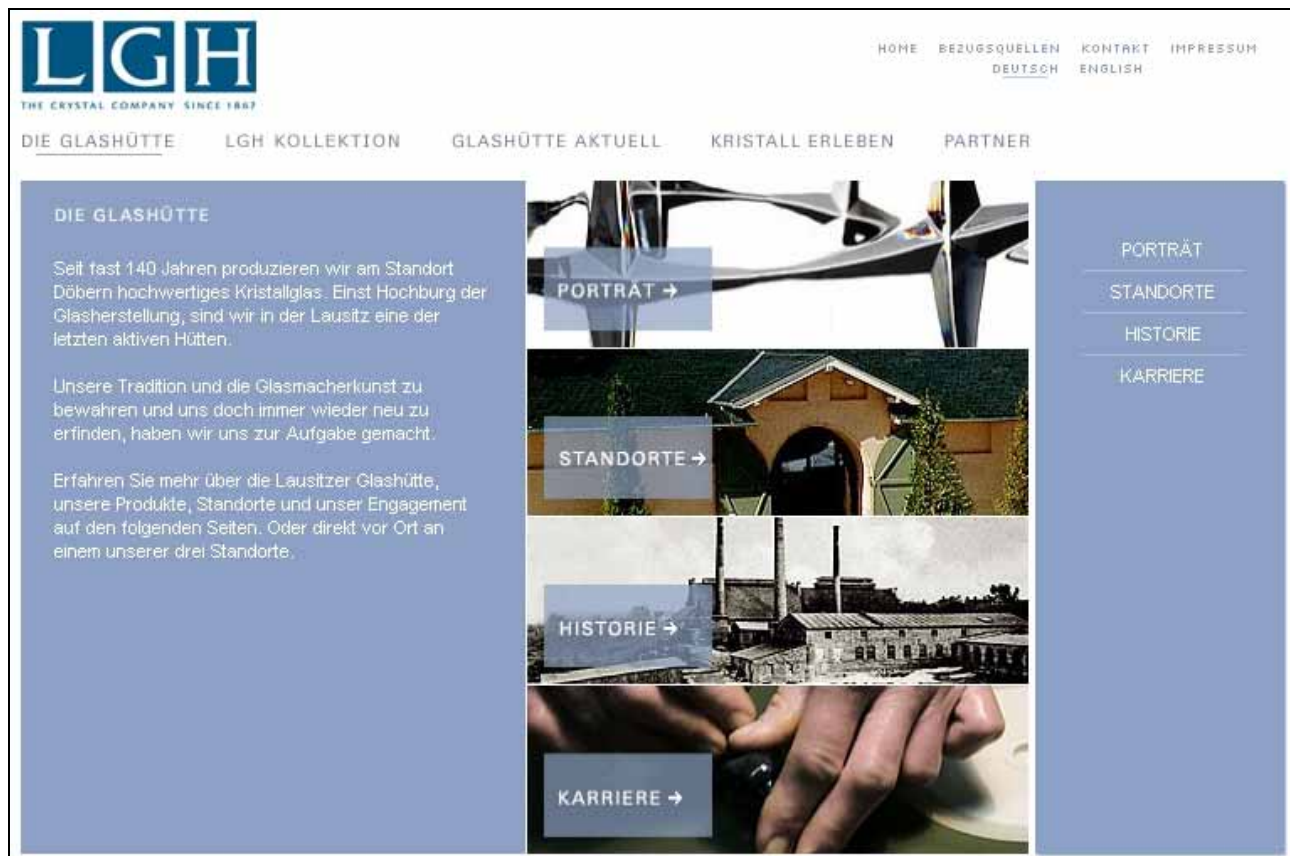 LGH
THE CRYSTAL COMPANY SINCE 1867
HOME BEZUGSQUELLEN KONTAKT IMPRESSUM
DEUTSCH ENGLISH
DIE GLASHÜTTE LGH KOLLEKTION GLASHÜTTE AKTUELL KRISTALL ERLEBEN PARTNER
DIE GLASHÜTTE
Seit fast 140 Jahren produzieren wir am Standort
Döbern hochwertiges Kristallglas. Einst Hochburg der
Glasherstellung, sind wir in der Lausitz eine der
letzten aktiven Hütten.
Unsere Tradition und die Glasmacherkunst zu
bewahren und uns doch immer wieder neu zu
erfinden, haben wir uns zur Aufgabe gemacht.
Erfahren Sie mehr über die Lausitzer Glashütte,
unsere Produkte, Standorte und unser Engagement
auf den folgenden Seiten. Oder direkt vor Ort an
einem unserer drei Standorte.
PORTRÄT →
STANDORTE →
HISTORIE →
KARRIERE →
PORTRÄT
STANDORTE
HISTORIE
KARRIERE